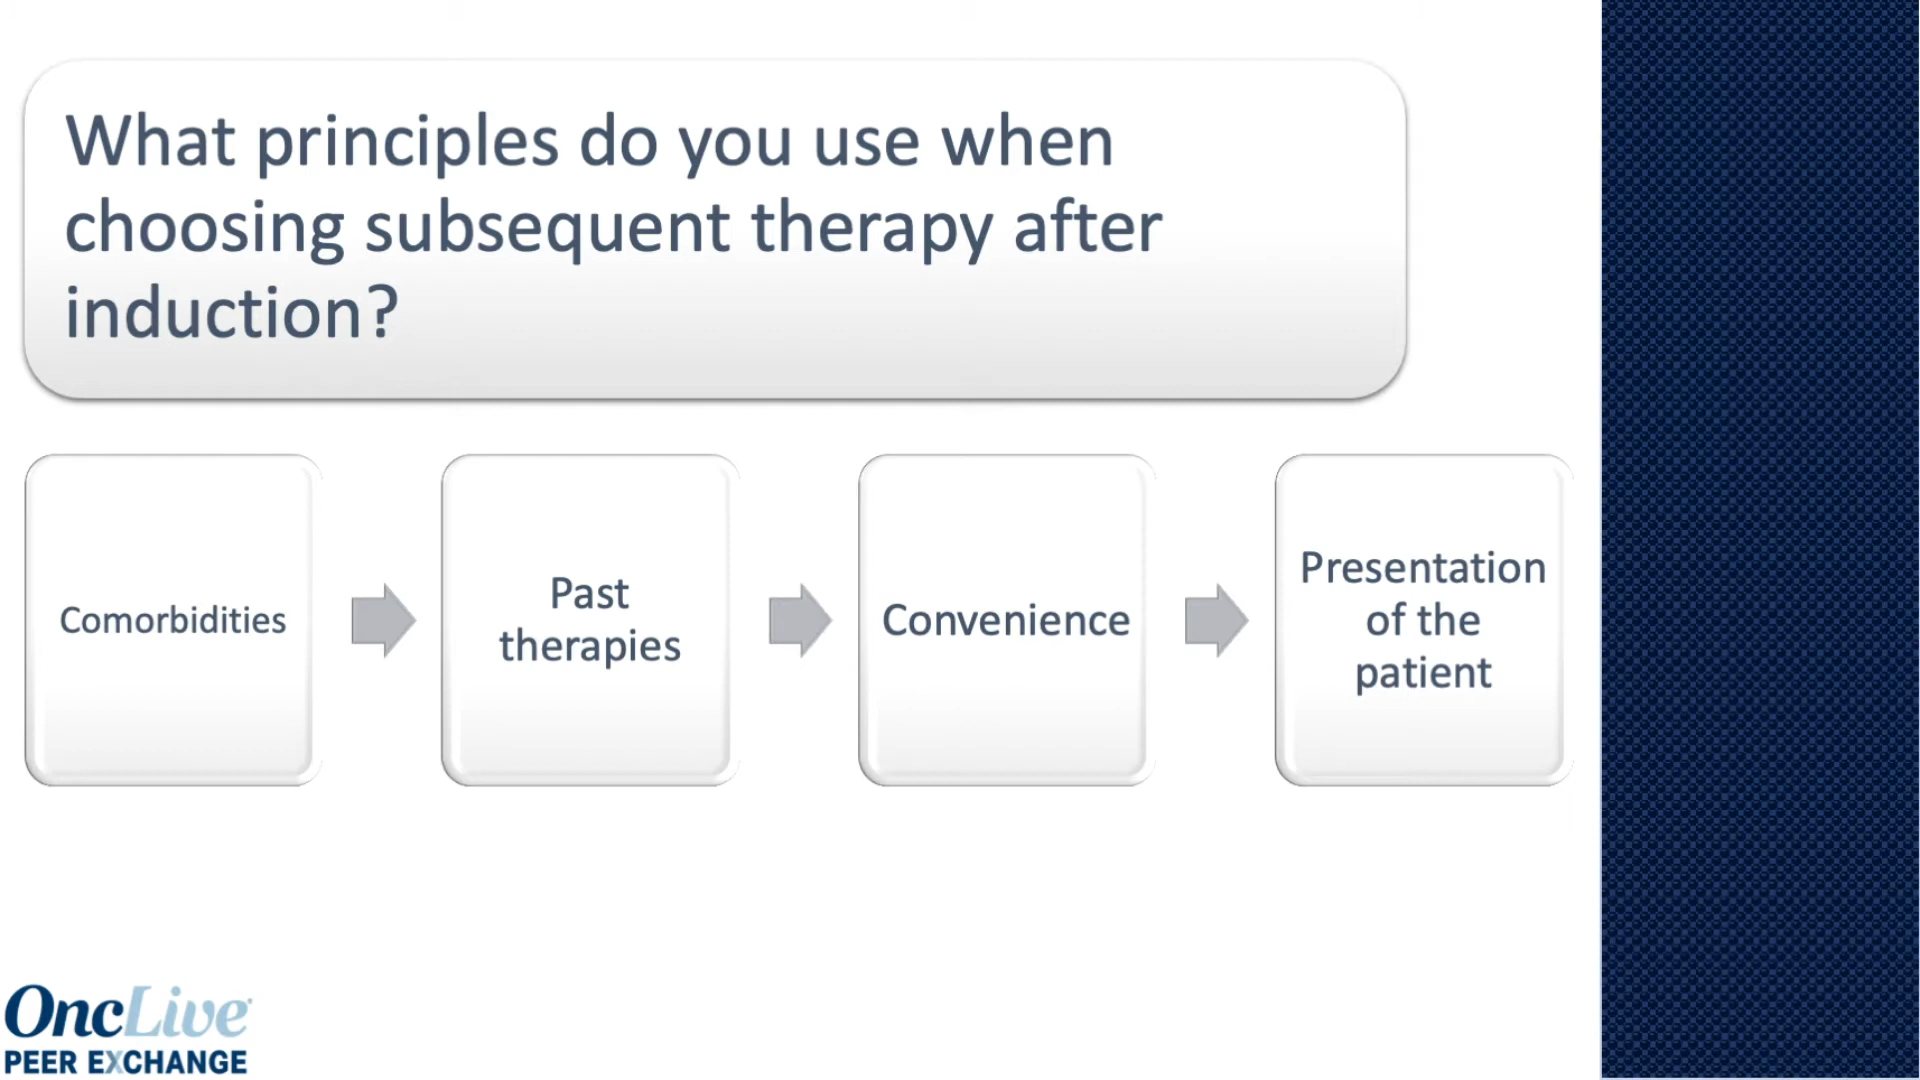 What principles do you use when
choosing subsequent therapy after
induction?
Comorbidities
Past
therapies
Convenience
Presentation
of the
patient
OncLive
PEER EXCHANGE